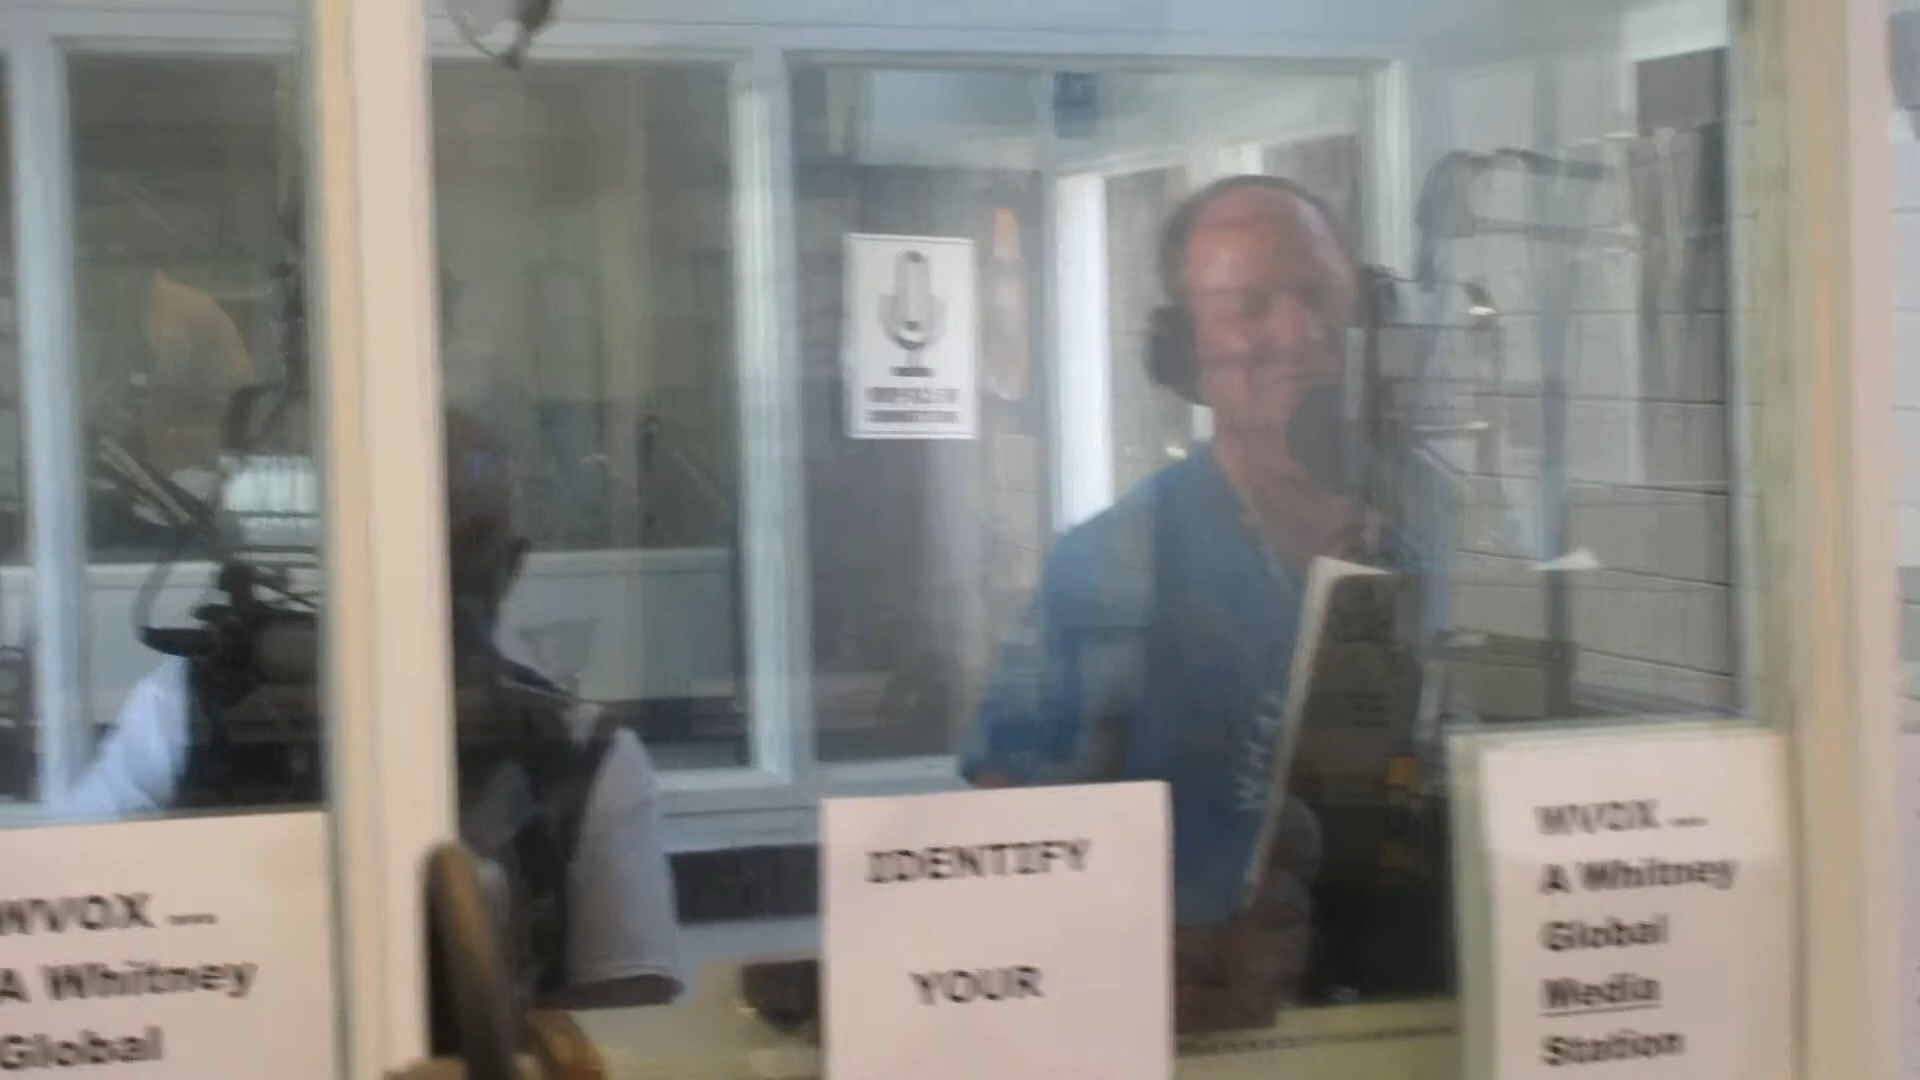 WVOX ---
A Whitney
Global
IDENTIFY
YOUR
WVOX ---
A Whitney
Global
Media
Station